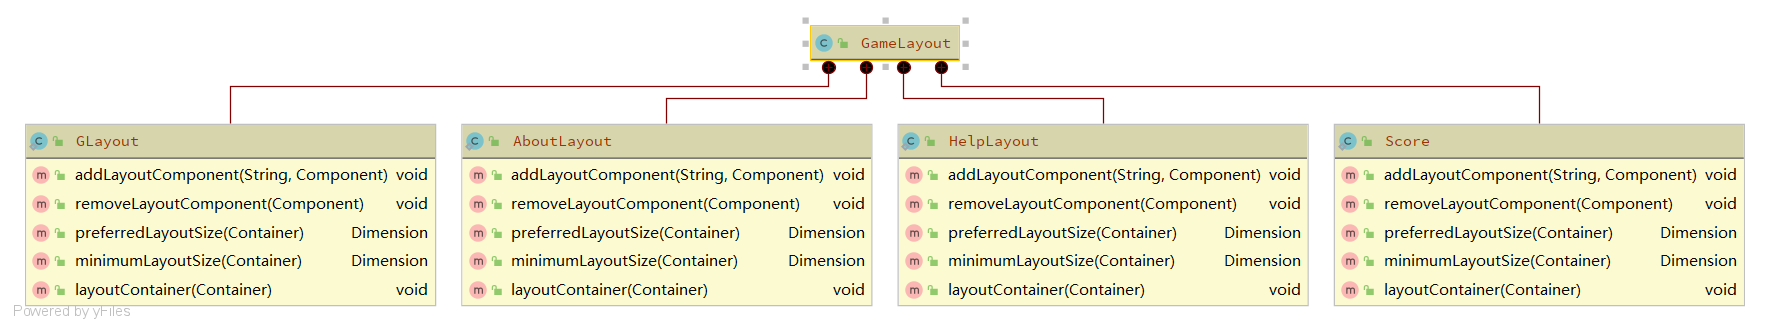 GameLayout
GLayout
addLayoutComponent(String, Component) void
removeLayoutComponent(Component) void
preferredLayoutSize(Container) Dimension
minimumLayoutSize(Container) Dimension
layoutContainer(Container) void
AboutLayout
addLayoutComponent(String, Component) void
removeLayoutComponent(Component) void
preferredLayoutSize(Container) Dimension
minimumLayoutSize(Container) Dimension
layoutContainer(Container) void
HelpLayout
addLayoutComponent(String, Component) void
removeLayoutComponent(Component) void
preferredLayoutSize(Container) Dimension
minimumLayoutSize(Container) Dimension
layoutContainer(Container) void
Score
addLayoutComponent(String, Component) void
removeLayoutComponent(Component) void
preferredLayoutSize(Container) Dimension
minimumLayoutSize(Container) Dimension
layoutContainer(Container) void
Powered by yFiles